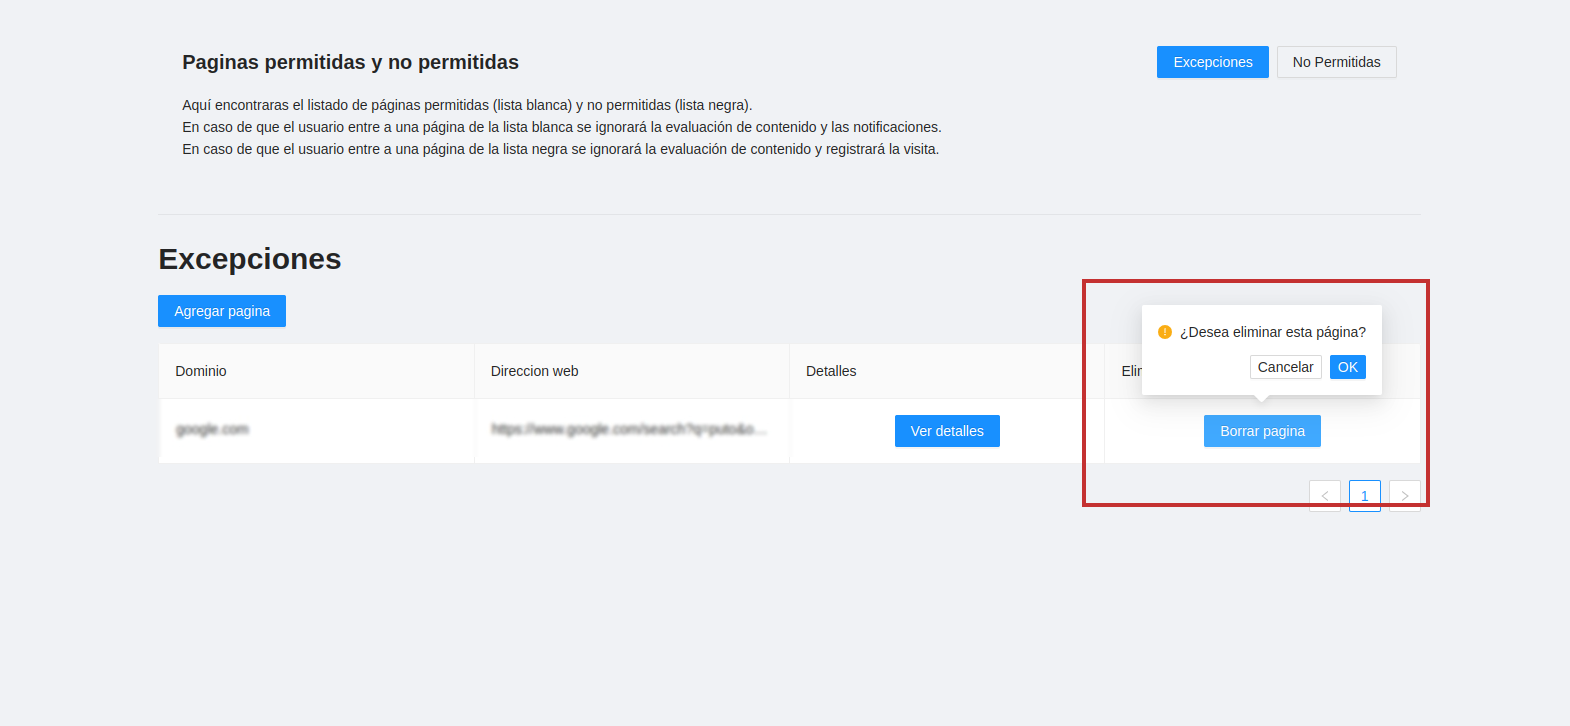 Paginas permitidas y no permitidas
Excepciones
No Permitidas
Aquí encontraras el listado de páginas permitidas (lista blanca) y no permitidas (lista negra).
En caso de que el usuario entre a una página de la lista blanca se ignorará la evaluación de contenido y las notificaciones.
En caso de que el usuario entre a una página de la lista negra se ignorará la evaluación de contenido y registrará la visita.
Excepciones
Agregar pagina
¿Desea eliminar esta página?
Cancelar
OK
Dominio
Direccion web
Detalles
google.com
Ver detalles
Borrar pagina
1